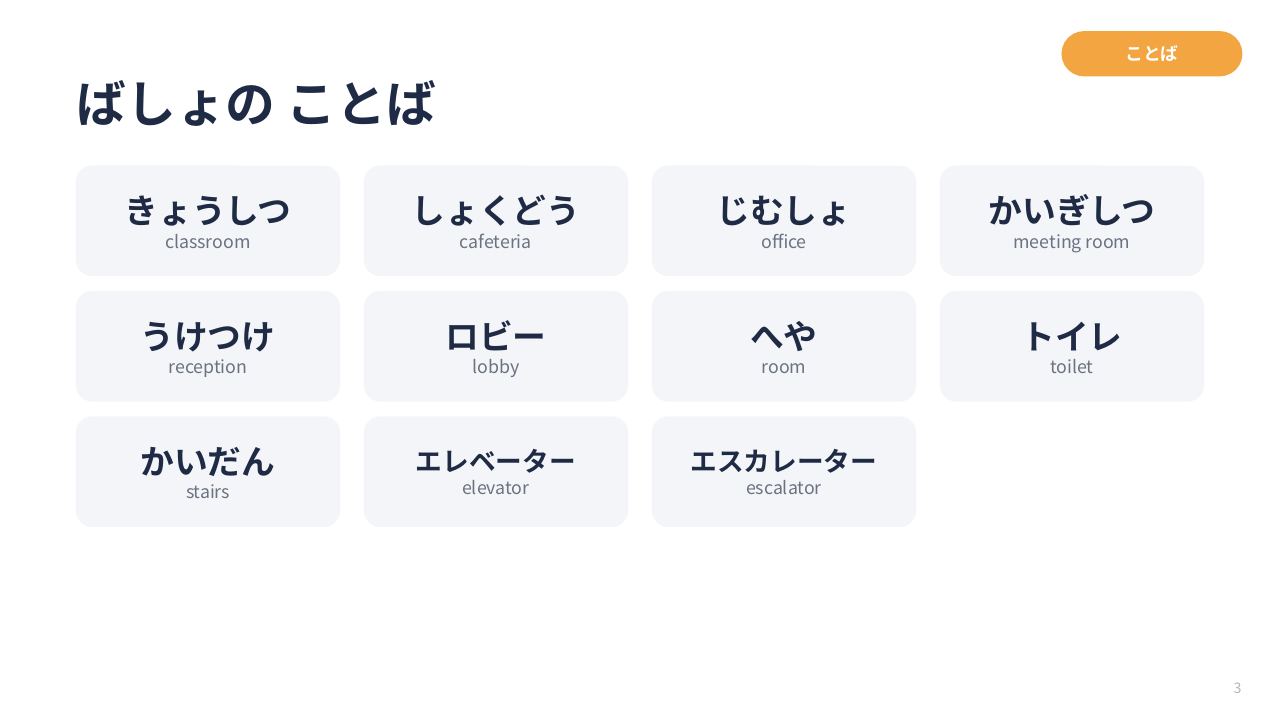 ことば
ばしょの ことば
きょうしつ
classroom
しょくどう
cafeteria
じむしょ
office
かいぎしつ
meeting room
うけつけ
reception
ロビー
lobby
へや
room
トイレ
toilet
かいだん
stairs
エレベーター
elevator
エスカレーター
escalator
3